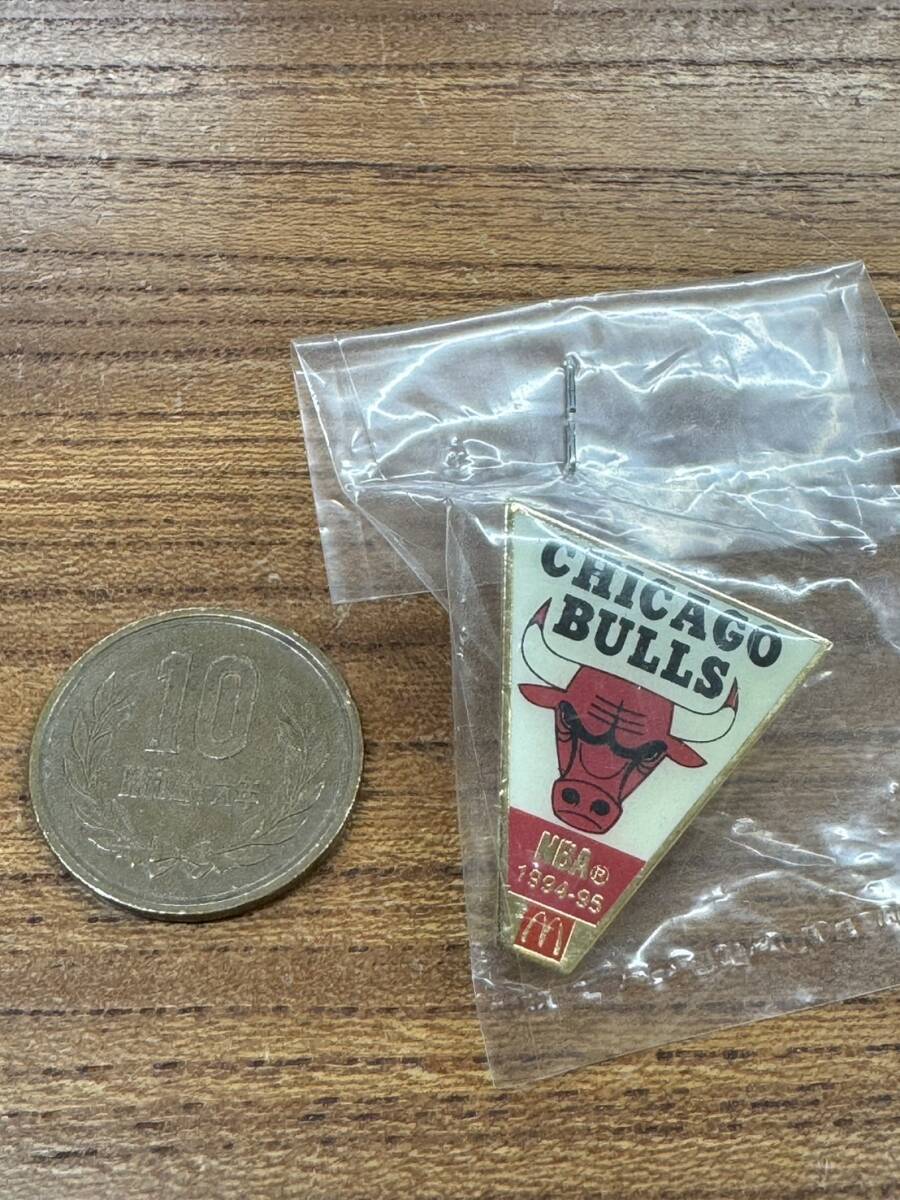 10
CHICAGO
BULLS
NBA®
1994-95
M